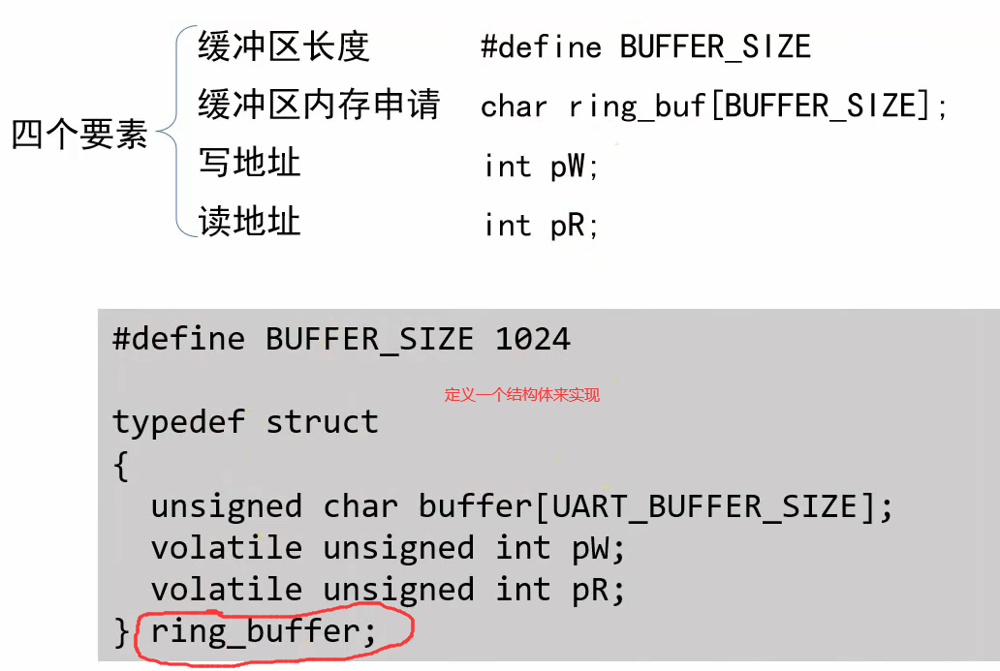 四个要素
缓冲区长度 #define BUFFER_SIZE
缓冲区内存申请 char ring_buf[BUFFER_SIZE];
写地址 int pW;
读地址 int pR;
#define BUFFER_SIZE 1024
定义一个结构体来实现
typedef struct
{
unsigned char buffer[UART_BUFFER_SIZE];
volatile unsigned int pW;
volatile unsigned int pR;
} ring_buffer;